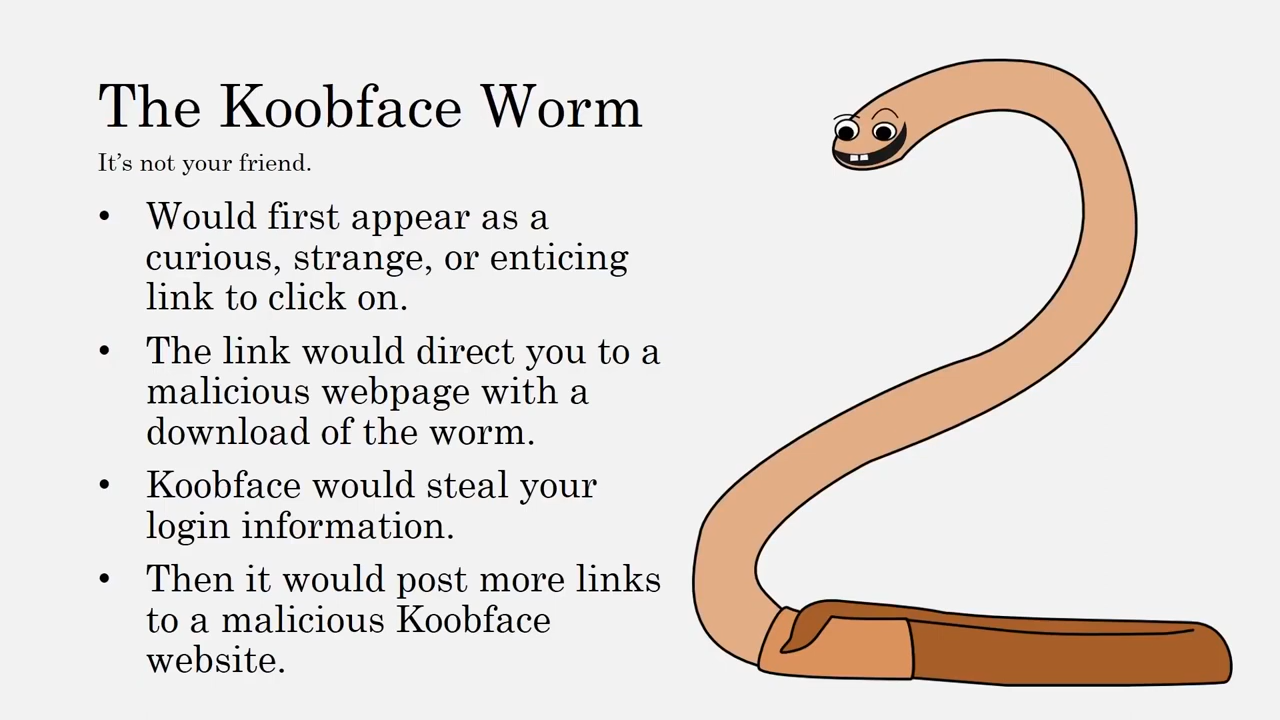 The Koobface Worm
It’s not your friend.
• Would first appear as a
curious, strange, or enticing
link to click on.
• The link would direct you to a
malicious webpage with a
download of the worm.
• Koobface would steal your
login information.
• Then it would post more links
to a malicious Koobface
website.